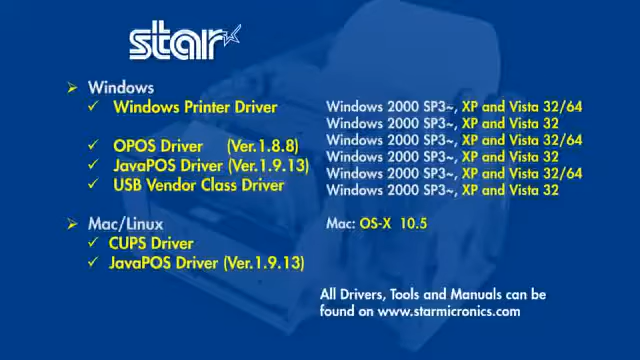 star
Windows
Windows Printer Driver
Windows 2000 SP3~, XP and Vista 32/64
Windows 2000 SP3~, XP and Vista 32
OPOS Driver (Ver.1.8.8)
Windows 2000 SP3~, XP and Vista 32/64
JavaPOS Driver (Ver.1.9.13)
Windows 2000 SP3~, XP and Vista 32
USB Vendor Class Driver
Windows 2000 SP3~, XP and Vista 32/64
Windows 2000 SP3~, XP and Vista 32
Mac/Linux
Mac: OS-X 10.5
CUPS Driver
JavaPOS Driver (Ver.1.9.13)
All Drivers, Tools and Manuals can be
found on www.starmicronics.com